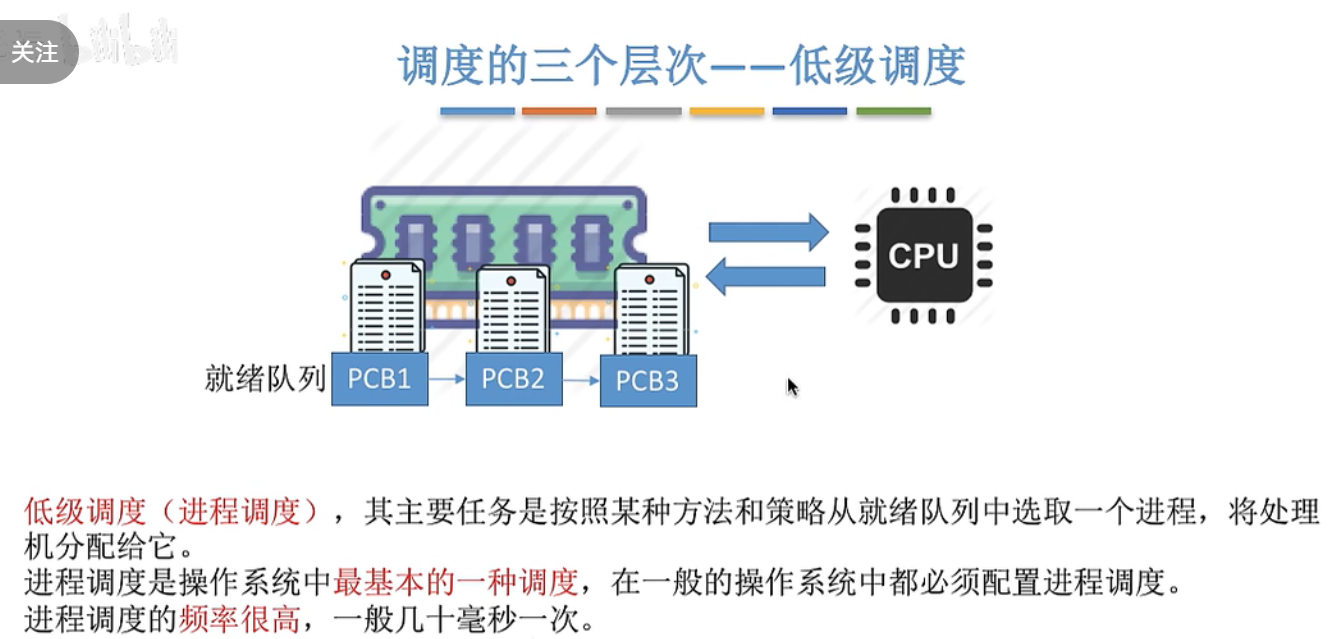 关注
调度的三个层次——低级调度
CPU
就绪队列 PCB1 PCB2 PCB3
低级调度（进程调度），其主要任务是按照某种方法和策略从就绪队列中选取一个进程，将处理
机分配给它。
进程调度是操作系统中最基本的一种调度，在一般的操作系统中都必须配置进程调度。
进程调度的频率很高，一般几十毫秒一次。